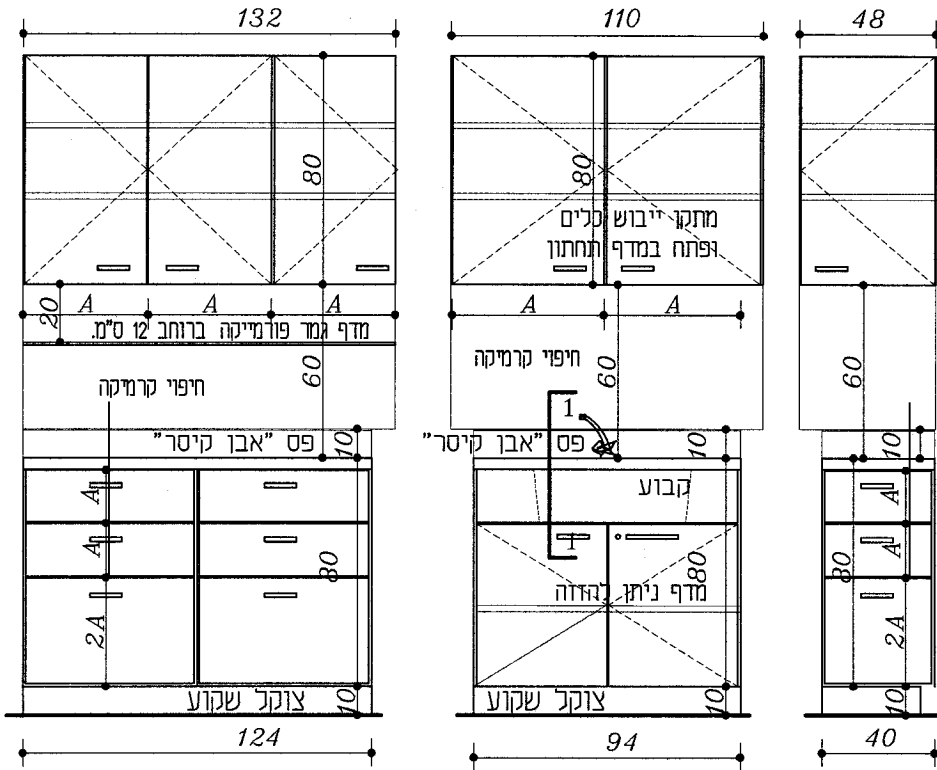 132
110
48
80
80
מתקן ייבוש כלים
ופתח במדף תחתון
A A A
A A
20
מדף גמר פורמייקה ברוחב 12 ס"מ.
60
חיפוי קרמיקה
60
60
חיפוי קרמיקה
1
פס "אבן קיסר"
10
פס "אבן קיסר"
10
10
A
A
2A
80
קבוע
1
80
מדף ניתן להזזה
80
A
A
2A
צוקל שקוע
10
צוקל שקוע
10
10
124
94
40